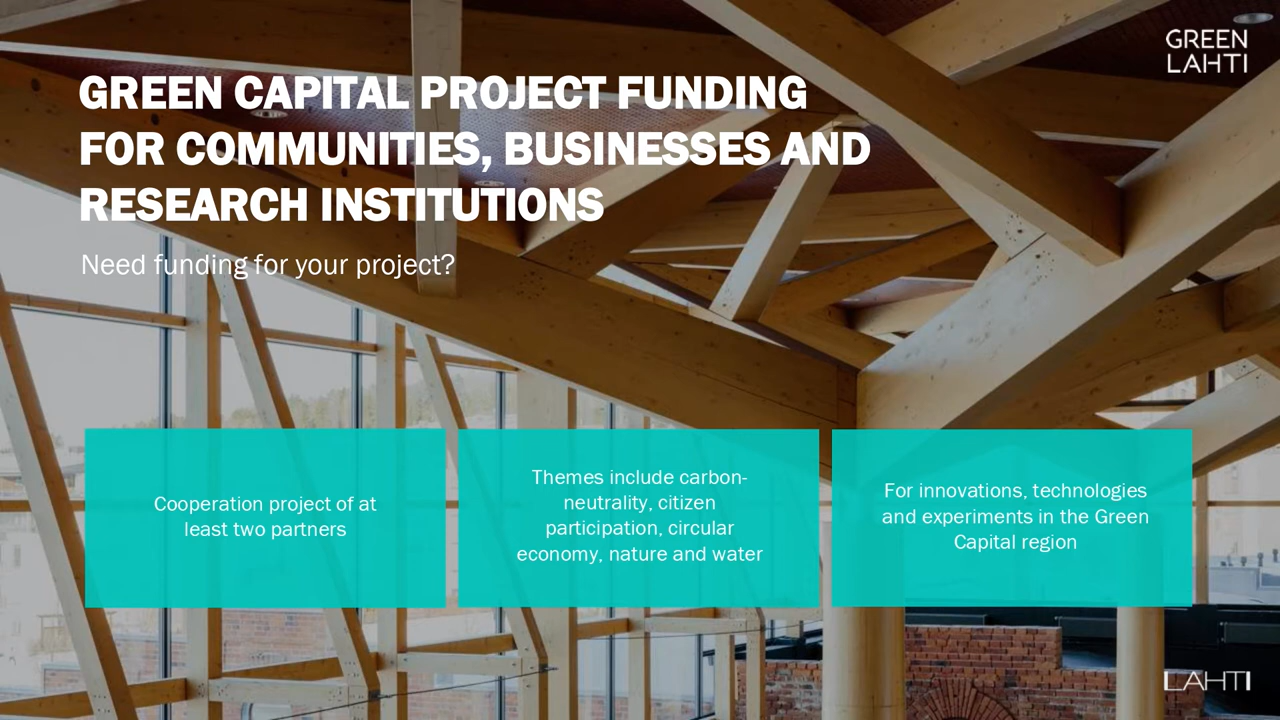 GREEN
LAHTI
GREEN CAPITAL PROJECT FUNDING
FOR COMMUNITIES, BUSINESSES AND
RESEARCH INSTITUTIONS
Need funding for your project?
Cooperation project of at
least two partners
Themes include carbon-
neutrality, citizen
participation, circular
economy, nature and water
For innovations, technologies
and experiments in the Green
Capital region
LAHTI